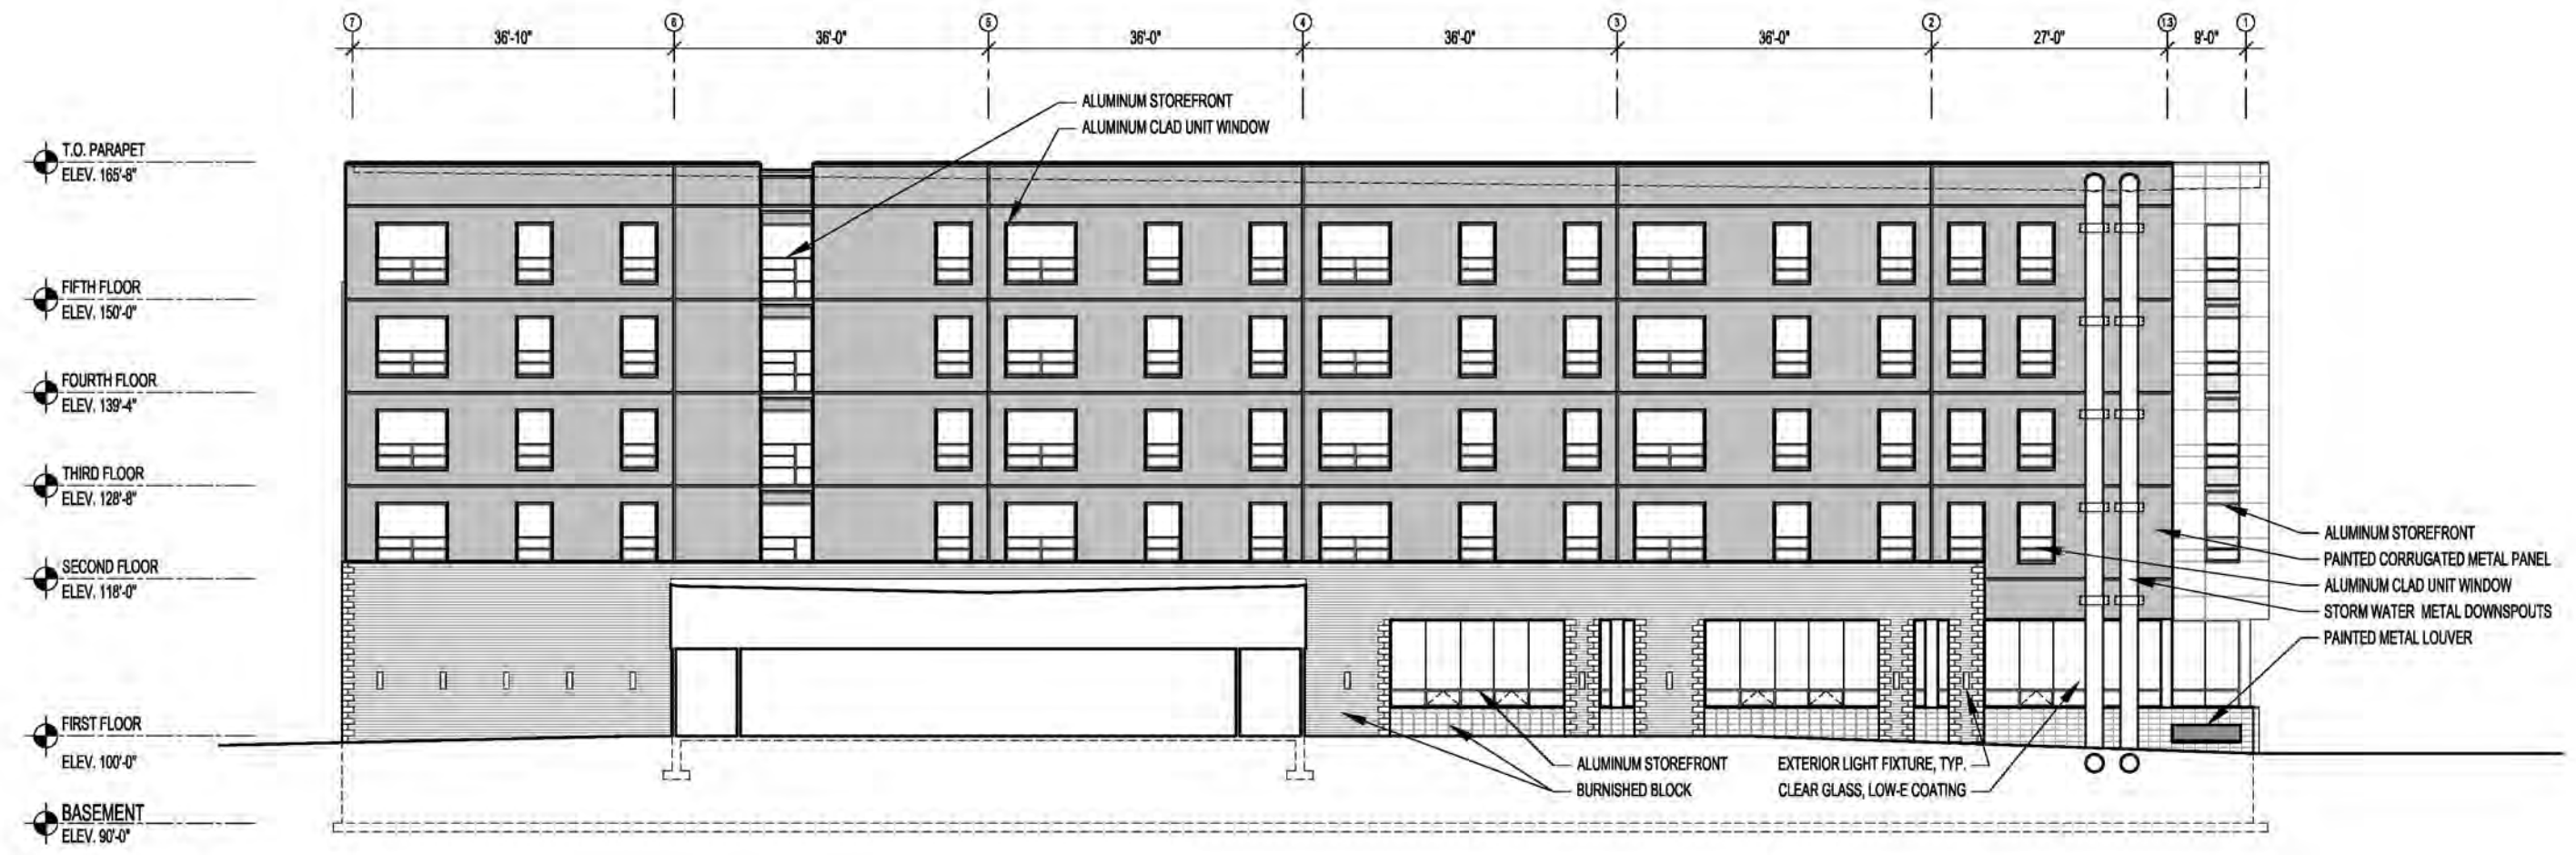 7 6 5 4 3 2 1.3 1
36'-10" 36'-0" 36'-0" 36'-0" 36'-0" 27'-0" 9'-0"
ALUMINUM STOREFRONT
ALUMINUM CLAD UNIT WINDOW
T.O. PARAPET
ELEV. 165'-8"
FIFTH FLOOR
ELEV. 150'-0"
FOURTH FLOOR
ELEV. 139'-4"
THIRD FLOOR
ELEV. 128'-8"
SECOND FLOOR
ELEV. 118'-0"
FIRST FLOOR
ELEV. 100'-0"
BASEMENT
ELEV. 90'-0"
ALUMINUM STOREFRONT
PAINTED CORRUGATED METAL PANEL
ALUMINUM CLAD UNIT WINDOW
STORM WATER METAL DOWNSPOUTS
PAINTED METAL LOUVER
ALUMINUM STOREFRONT
BURNISHED BLOCK
EXTERIOR LIGHT FIXTURE, TYP.
CLEAR GLASS, LOW-E COATING